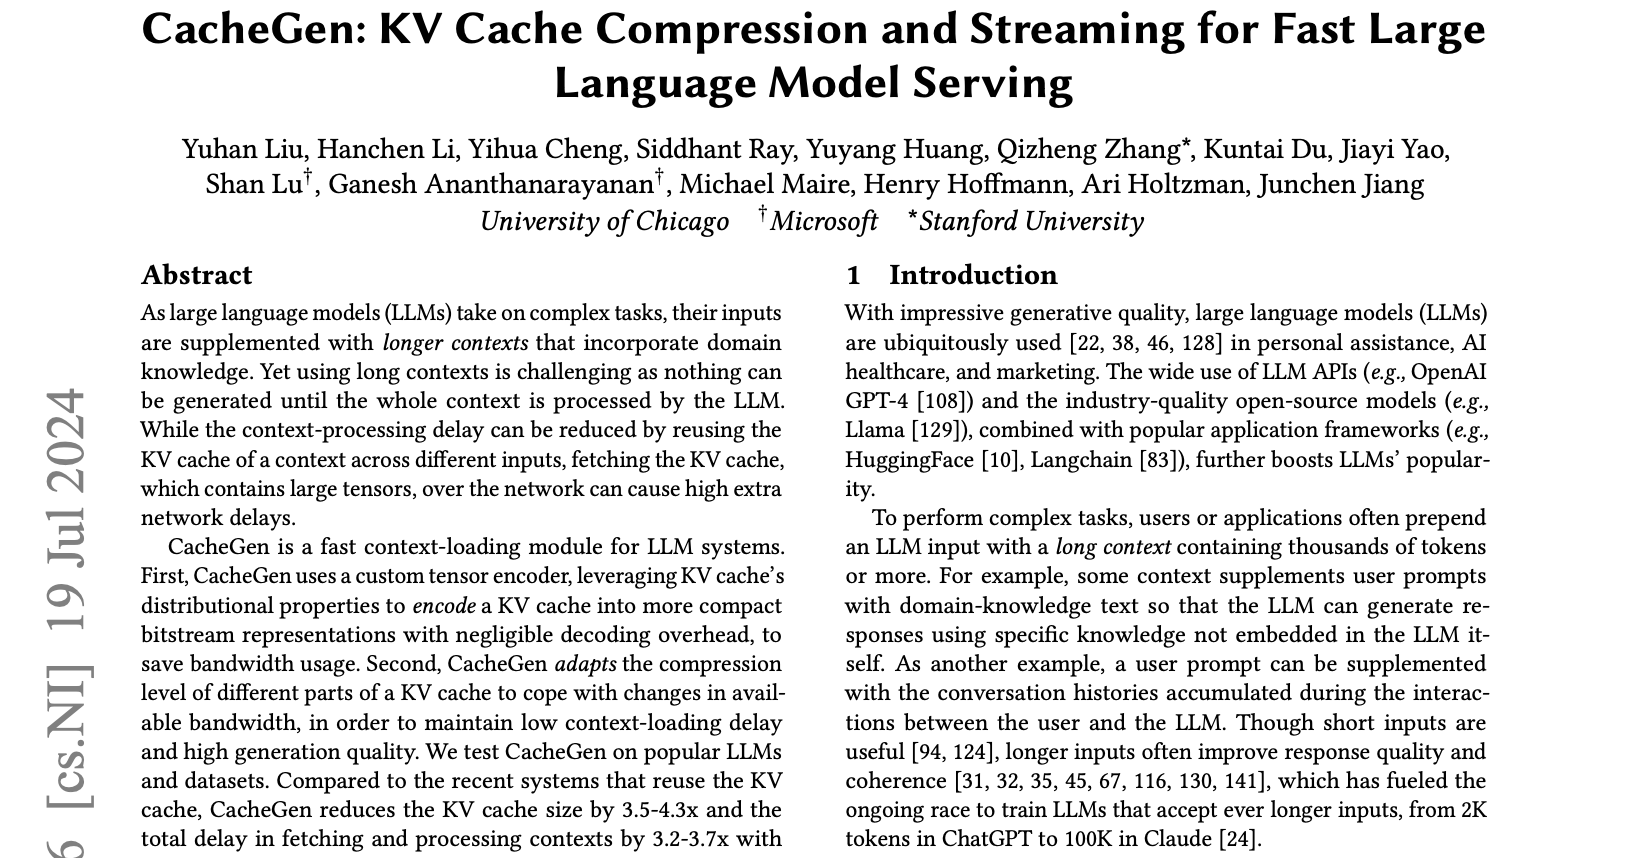 CacheGen: KV Cache Compression and Streaming for Fast Large
Language Model Serving
Yuhan Liu, Hanchen Li, Yihua Cheng, Siddhant Ray, Yuyang Huang, Qizheng Zhang*, Kuntai Du, Jiayi Yao,
Shan Lu†, Ganesh Ananthanarayanan†, Michael Maire, Henry Hoffmann, Ari Holtzman, Junchen Jiang
University of Chicago †Microsoft *Stanford University
Abstract
As large language models (LLMs) take on complex tasks, their inputs
are supplemented with longer contexts that incorporate domain
knowledge. Yet using long contexts is challenging as nothing can
be generated until the whole context is processed by the LLM.
While the context-processing delay can be reduced by reusing the
KV cache of a context across different inputs, fetching the KV cache,
which contains large tensors, over the network can cause high extra
network delays.
CacheGen is a fast context-loading module for LLM systems.
First, CacheGen uses a custom tensor encoder, leveraging KV cache's
distributional properties to encode a KV cache into more compact
bitstream representations with negligible decoding overhead, to
save bandwidth usage. Second, CacheGen adapts the compression
level of different parts of a KV cache to cope with changes in avail-
able bandwidth, in order to maintain low context-loading delay
and high generation quality. We test CacheGen on popular LLMs
and datasets. Compared to the recent systems that reuse the KV
cache, CacheGen reduces the KV cache size by 3.5-4.3x and the
total delay in fetching and processing contexts by 3.2-3.7x with
1 Introduction
With impressive generative quality, large language models (LLMs)
are ubiquitously used [22, 38, 46, 128] in personal assistance, AI
healthcare, and marketing. The wide use of LLM APIs (e.g., OpenAI
GPT-4 [108]) and the industry-quality open-source models (e.g.,
Llama [129]), combined with popular application frameworks (e.g.,
HuggingFace [10], Langchain [83]), further boosts LLMs' popular-
ity.
To perform complex tasks, users or applications often prepend
an LLM input with a long context containing thousands of tokens
or more. For example, some context supplements user prompts
with domain-knowledge text so that the LLM can generate re-
sponses using specific knowledge not embedded in the LLM it-
self. As another example, a user prompt can be supplemented
with the conversation histories accumulated during the interac-
tions between the user and the LLM. Though short inputs are
useful [94, 124], longer inputs often improve response quality and
coherence [31, 32, 35, 45, 67, 116, 130, 141], which has fueled the
ongoing race to train LLMs that accept ever longer inputs, from 2K
tokens in ChatGPT to 100K in Claude [24].
[cs.NI] 19 Jul 2024